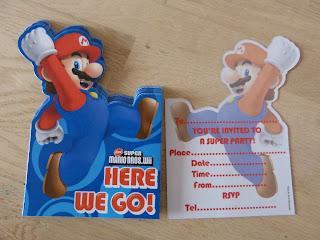 New SUPER
MARIO BROS. Wii
HERE
WE GO!
To
YOU'RE INVITED TO
A SUPER PARTY!
Place
Date
Time
From
RSVP
Tel